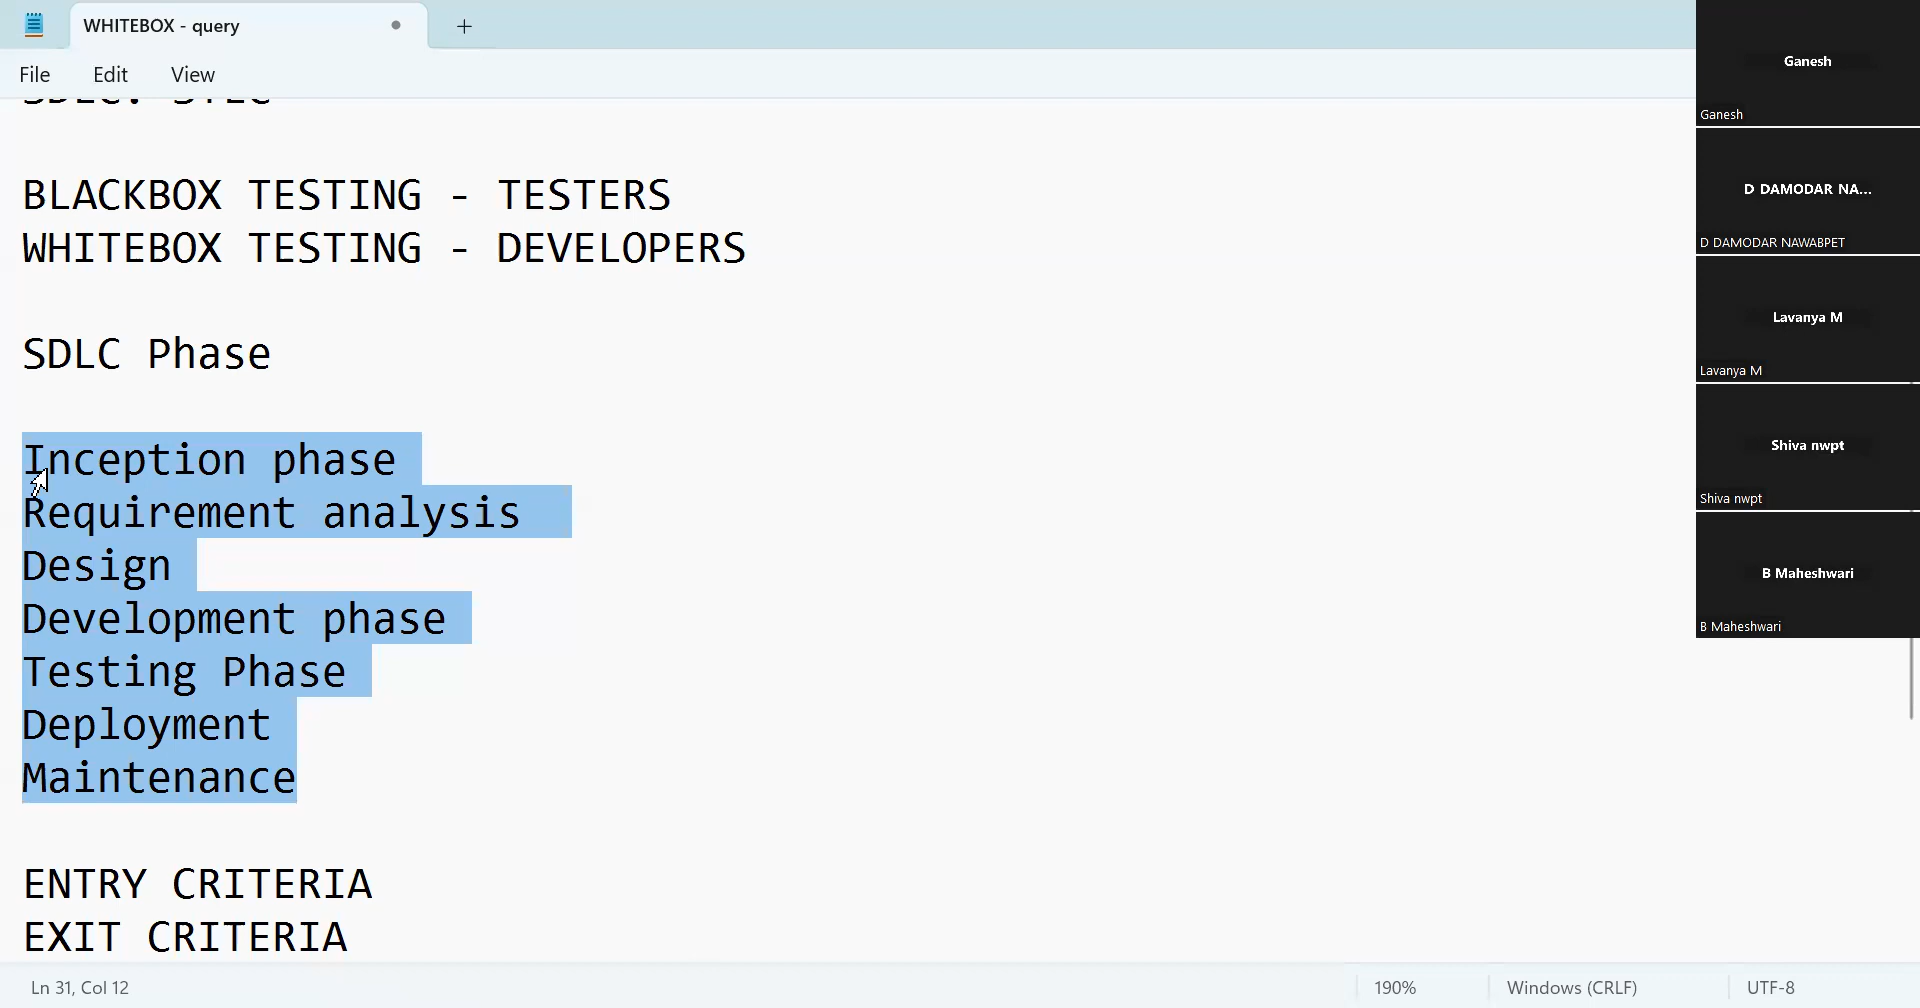 WHITEBOX - query
File Edit View
SDLC: STLC
BLACKBOX TESTING - TESTERS
WHITEBOX TESTING - DEVELOPERS
SDLC Phase
Inception phase
Requirement analysis
Design
Development phase
Testing Phase
Deployment
Maintenance
ENTRY CRITERIA
EXIT CRITERIA
Ln 31, Col 12
190%
Windows (CRLF)
UTF-8
Ganesh
Ganesh
D DAMODAR NA...
D DAMODAR NAWABPET
Lavanya M
Lavanya M
Shiva nwpt
Shiva nwpt
B Maheshwari
B Maheshwari